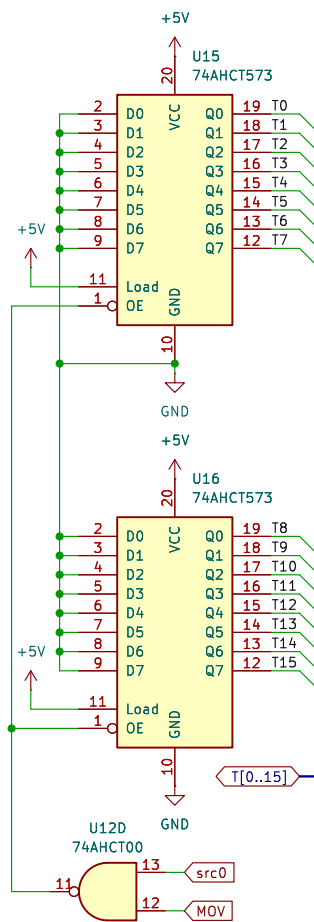 +5V
U15
74AHCT573
20
VCC
2 D0 Q0 19 T0
3 D1 Q1 18 T1
4 D2 Q2 17 T2
5 D3 Q3 16 T3
6 D4 Q4 15 T4
7 D5 Q5 14 T5
8 D6 Q6 13 T6
9 D7 Q7 12 T7
+5V
11 Load
1 OE
GND
10
GND
+5V
U16
74AHCT573
20
VCC
2 D0 Q0 19 T8
3 D1 Q1 18 T9
4 D2 Q2 17 T10
5 D3 Q3 16 T11
6 D4 Q4 15 T12
7 D5 Q5 14 T13
8 D6 Q6 13 T14
9 D7 Q7 12 T15
+5V
11 Load
1 OE
GND
10
T[0..15]
GND
U12D
74AHCT00
13 src0
11
12 MOV